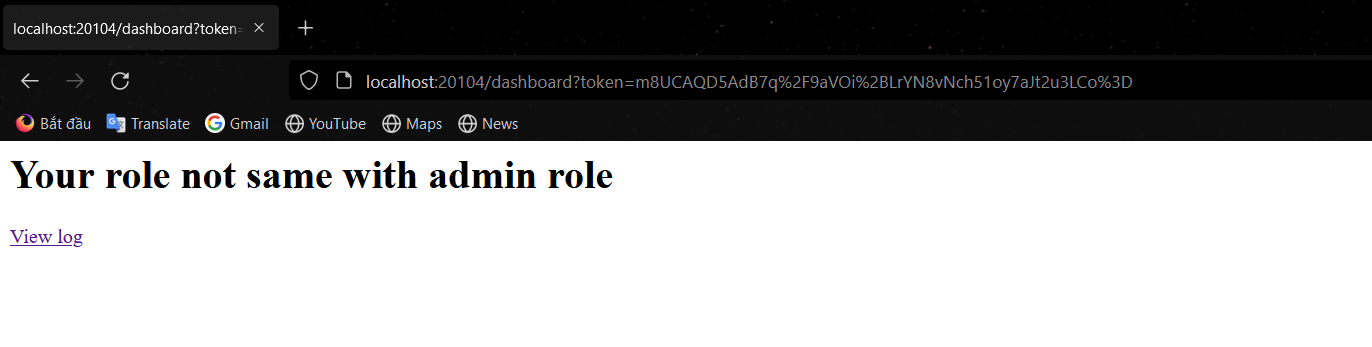 localhost:20104/dashboard?token=
localhost:20104/dashboard?token=m8UCAQD5AdB7q%2F9aVOi%2BLrYN8vNch51oy7aJt2u3LCo%3D
Bắt đầu Translate Gmail YouTube Maps News
Your role not same with admin role
View log